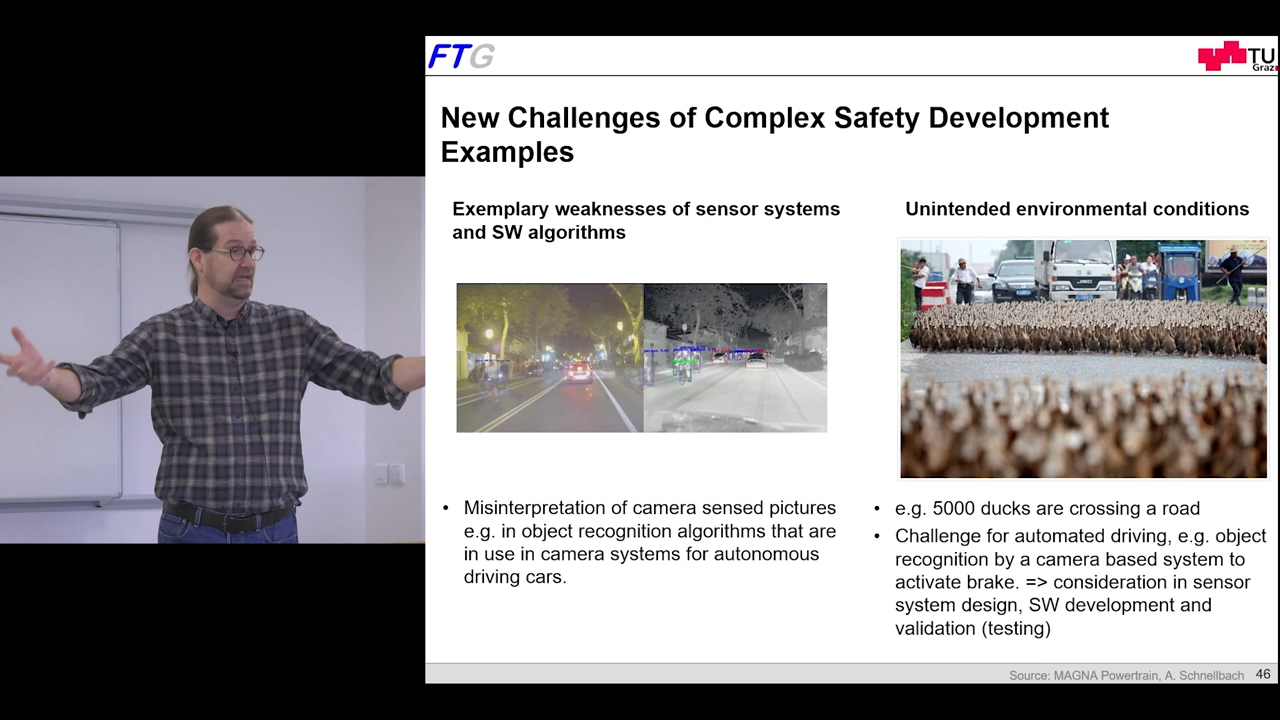 FTG
TU
Graz
New Challenges of Complex Safety Development
Examples
Exemplary weaknesses of sensor systems
and SW algorithms
Unintended environmental conditions
• Misinterpretation of camera sensed pictures
e.g. in object recognition algorithms that are
in use in camera systems for autonomous
driving cars.
• e.g. 5000 ducks are crossing a road
• Challenge for automated driving, e.g. object
recognition by a camera based system to
activate brake. => consideration in sensor
system design, SW development and
validation (testing)
Source: MAGNA Powertrain, A. Schnellbach
46